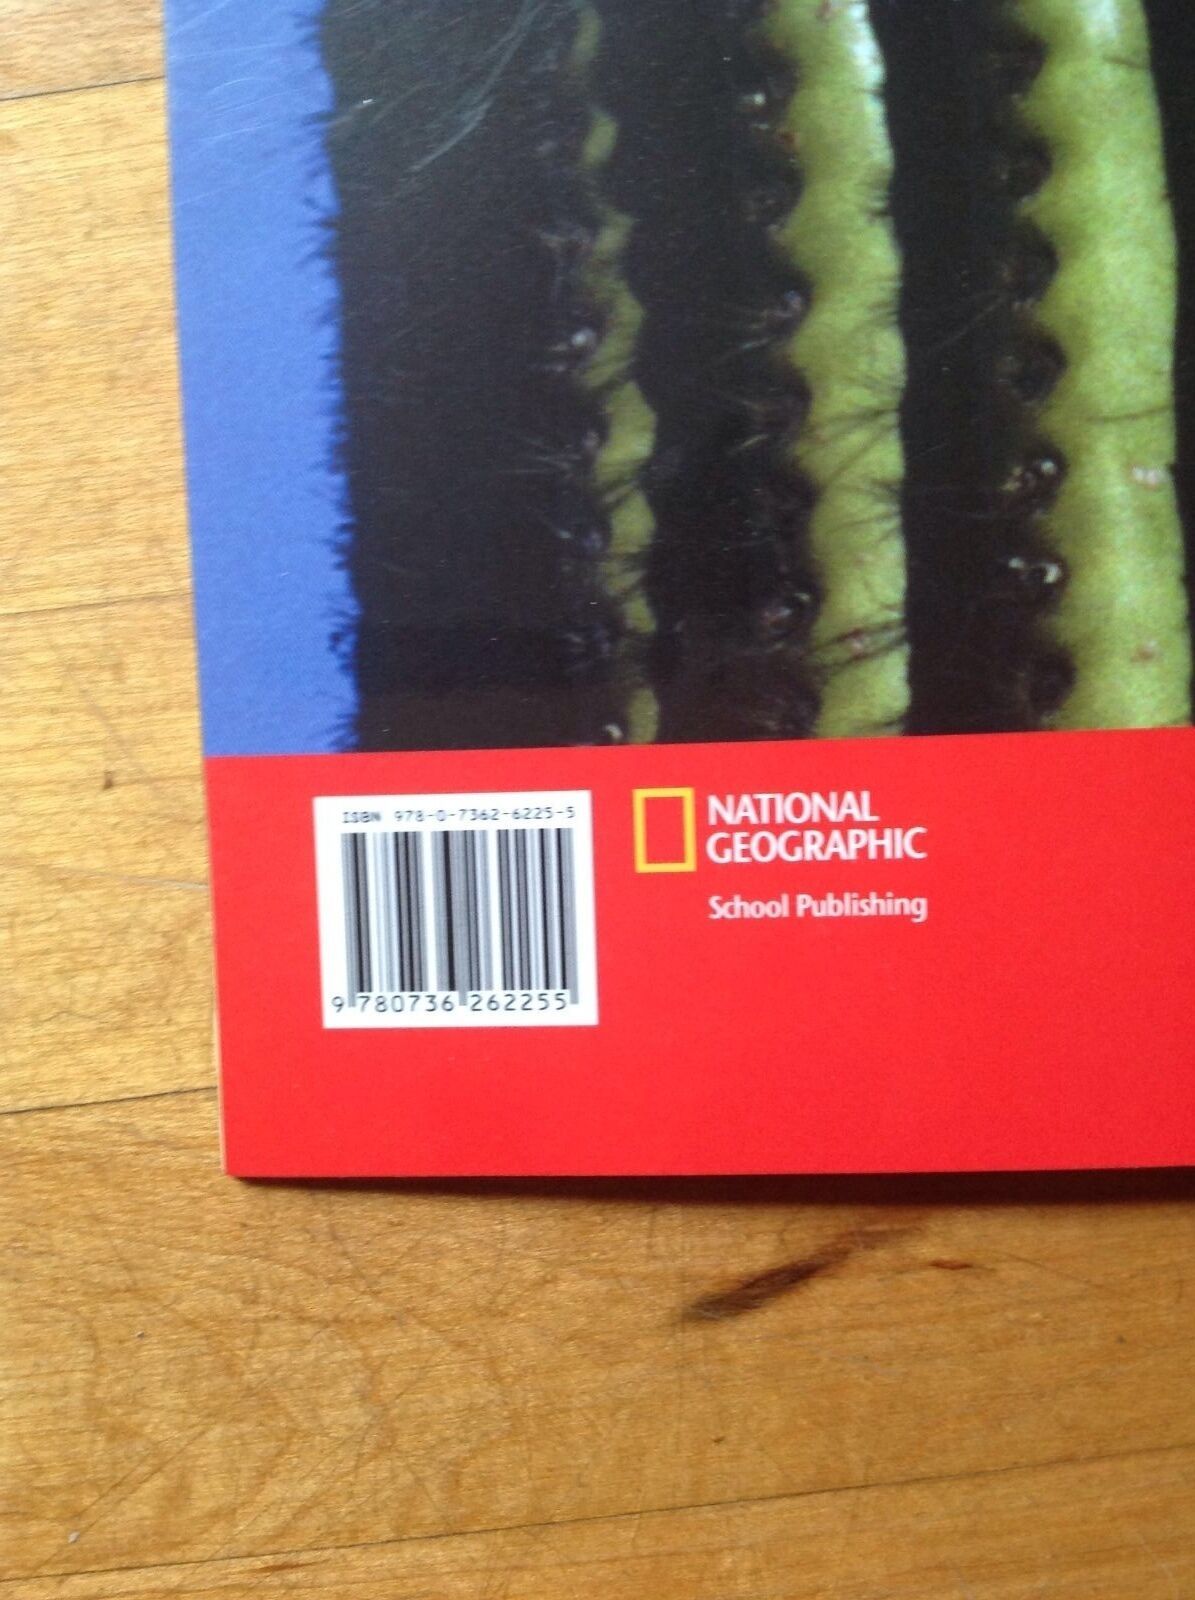 ISBN 978-0-7362-6225-5
9 780736 262255
NATIONAL
GEOGRAPHIC
School Publishing